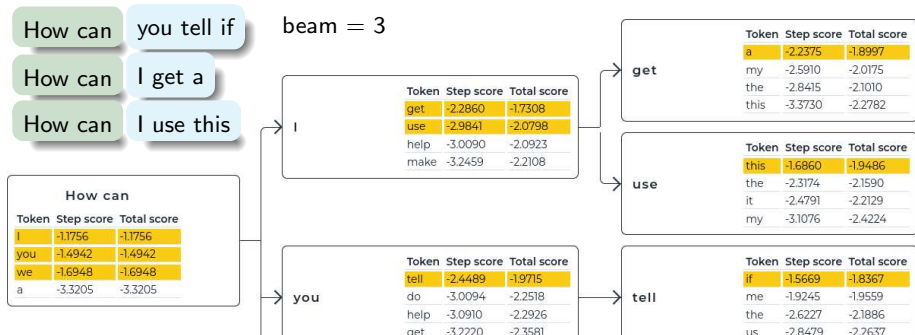 How can you tell if
How can I get a
How can I use this
beam = 3
How can
Token Step score Total score
I -1.1756 -1.1756
you -1.4942 -1.4942
we -1.6948 -1.6948
a -3.3205 -3.3205
I
Token Step score Total score
get -2.2860 -1.7308
use -2.9841 -2.0798
help -3.0090 -2.0923
make -3.2459 -2.2108
you
Token Step score Total score
tell -2.4489 -1.9715
do -3.0094 -2.2518
help -3.0910 -2.2926
get -3.2220 -2.3581
get
Token Step score Total score
a -2.2375 -1.8997
my -2.5910 -2.0175
the -2.8415 -2.1010
this -3.3730 -2.2782
use
Token Step score Total score
this -1.6860 -1.9486
the -2.3174 -2.1590
it -2.4791 -2.2129
my -3.1076 -2.4224
tell
Token Step score Total score
if -1.5669 -1.8367
me -1.9245 -1.9559
the -2.6227 -2.1886
us -2.8479 -2.2637